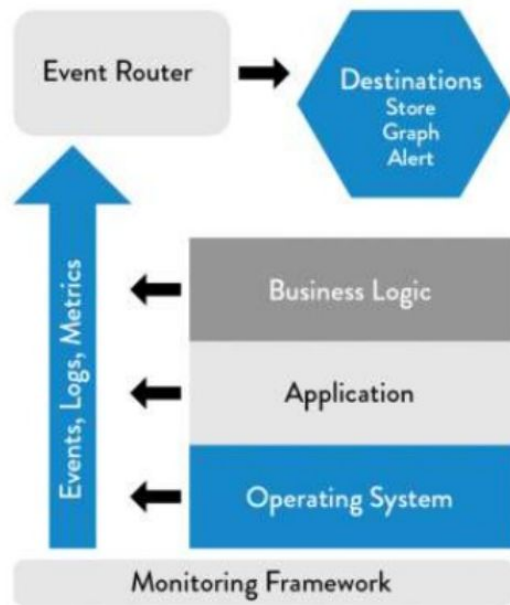 Event Router
Destinations
Store
Graph
Alert
Events, Logs, Metrics
Business Logic
Application
Operating System
Monitoring Framework